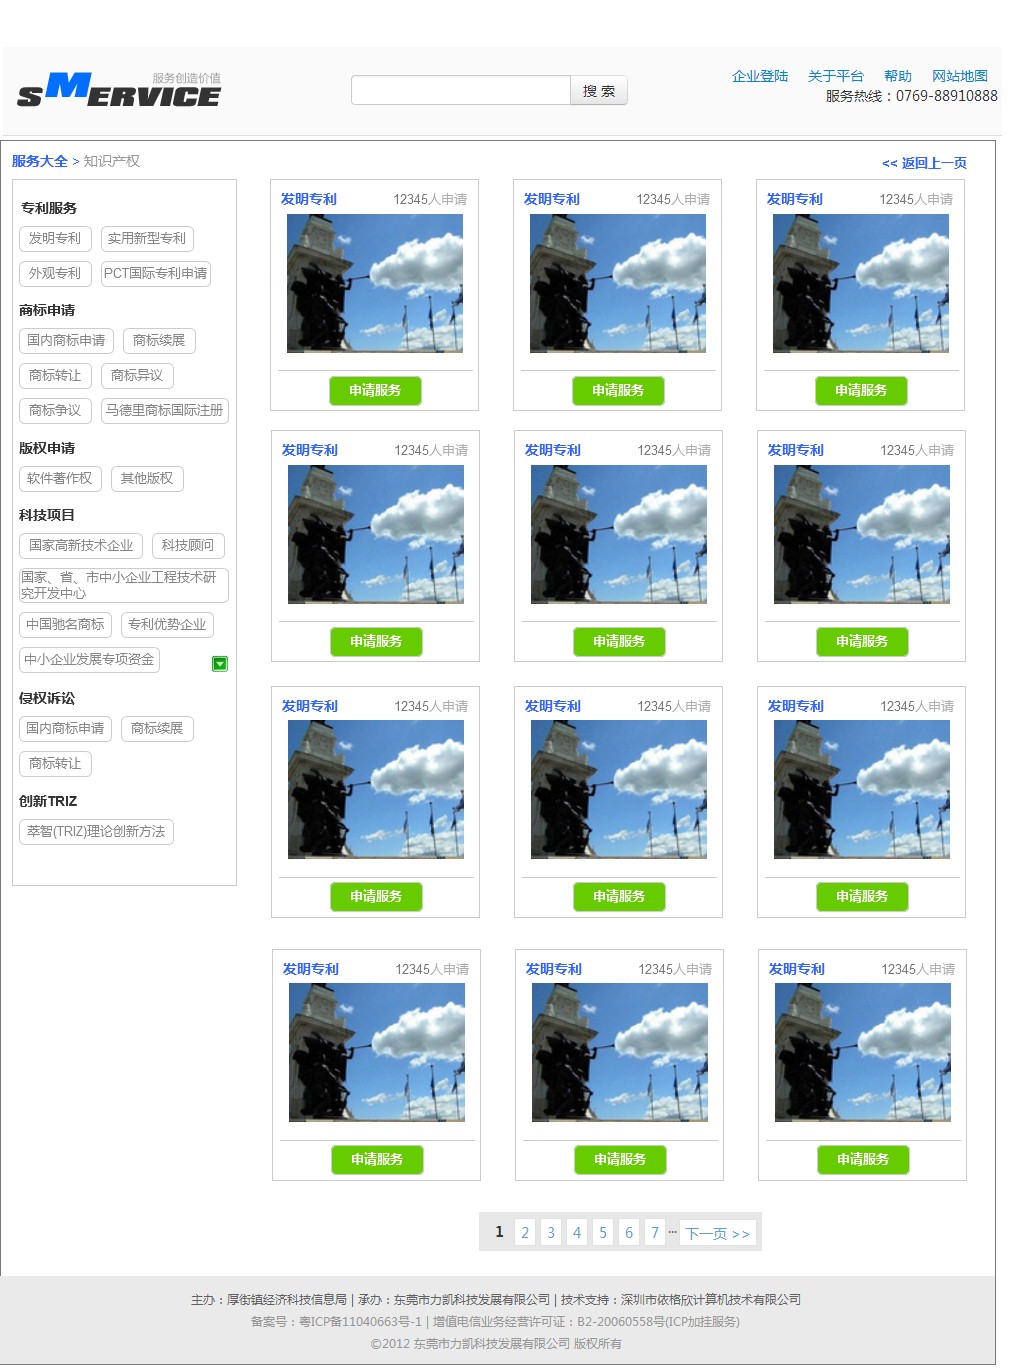 服务创造价值
SMERVICE
搜 索
企业登陆 关于平台 帮助 网站地图
服务热线：0769-88910888
服务大全 > 知识产权
<< 返回上一页
专利服务
发明专利 实用新型专利
外观专利 PCT国际专利申请
商标申请
国内商标申请 商标续展
商标转让 商标异议
商标争议 马德里商标国际注册
版权申请
软件著作权 其他版权
科技项目
国家高新技术企业 科技顾问
国家、省、市中小企业工程技术研
究开发中心
中国驰名商标 专利优势企业
中小企业发展专项资金
侵权诉讼
国内商标申请 商标续展
商标转让
创新TRIZ
萃智(TRIZ)理论创新方法
发明专利 12345人申请 发明专利 12345人申请 发明专利 12345人申请
申请服务 申请服务 申请服务
发明专利 12345人申请 发明专利 12345人申请 发明专利 12345人申请
申请服务 申请服务 申请服务
发明专利 12345人申请 发明专利 12345人申请 发明专利 12345人申请
申请服务 申请服务 申请服务
发明专利 12345人申请 发明专利 12345人申请 发明专利 12345人申请
申请服务 申请服务 申请服务
1 2 3 4 5 6 7 ... 下一页 >>
主办：厚街镇经济科技信息局 | 承办：东莞市力凯科技发展有限公司 | 技术支持：深圳市依格欣计算机技术有限公司
备案号：粤ICP备11040663号-1 | 增值电信业务经营许可证：B2-20060558号(ICP加挂服务)
©2012 东莞市力凯科技发展有限公司 版权所有